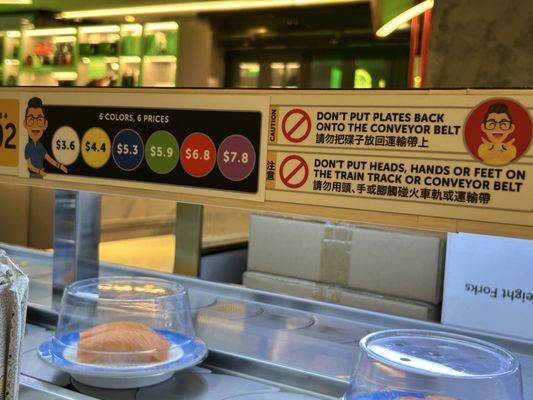 02
6 COLORS, 6 PRICES
$3.6 $4.4 $5.3 $5.9 $6.8 $7.8
CAUTION
注意
DON'T PUT PLATES BACK
ONTO THE CONVEYOR BELT
請勿把碟子放回運輸帶上
DON'T PUT HEADS, HANDS OR FEET ON
THE TRAIN TRACK OR CONVEYOR BELT
請勿用頭、手或腳觸碰火車軌或運輸帶
eight Forks